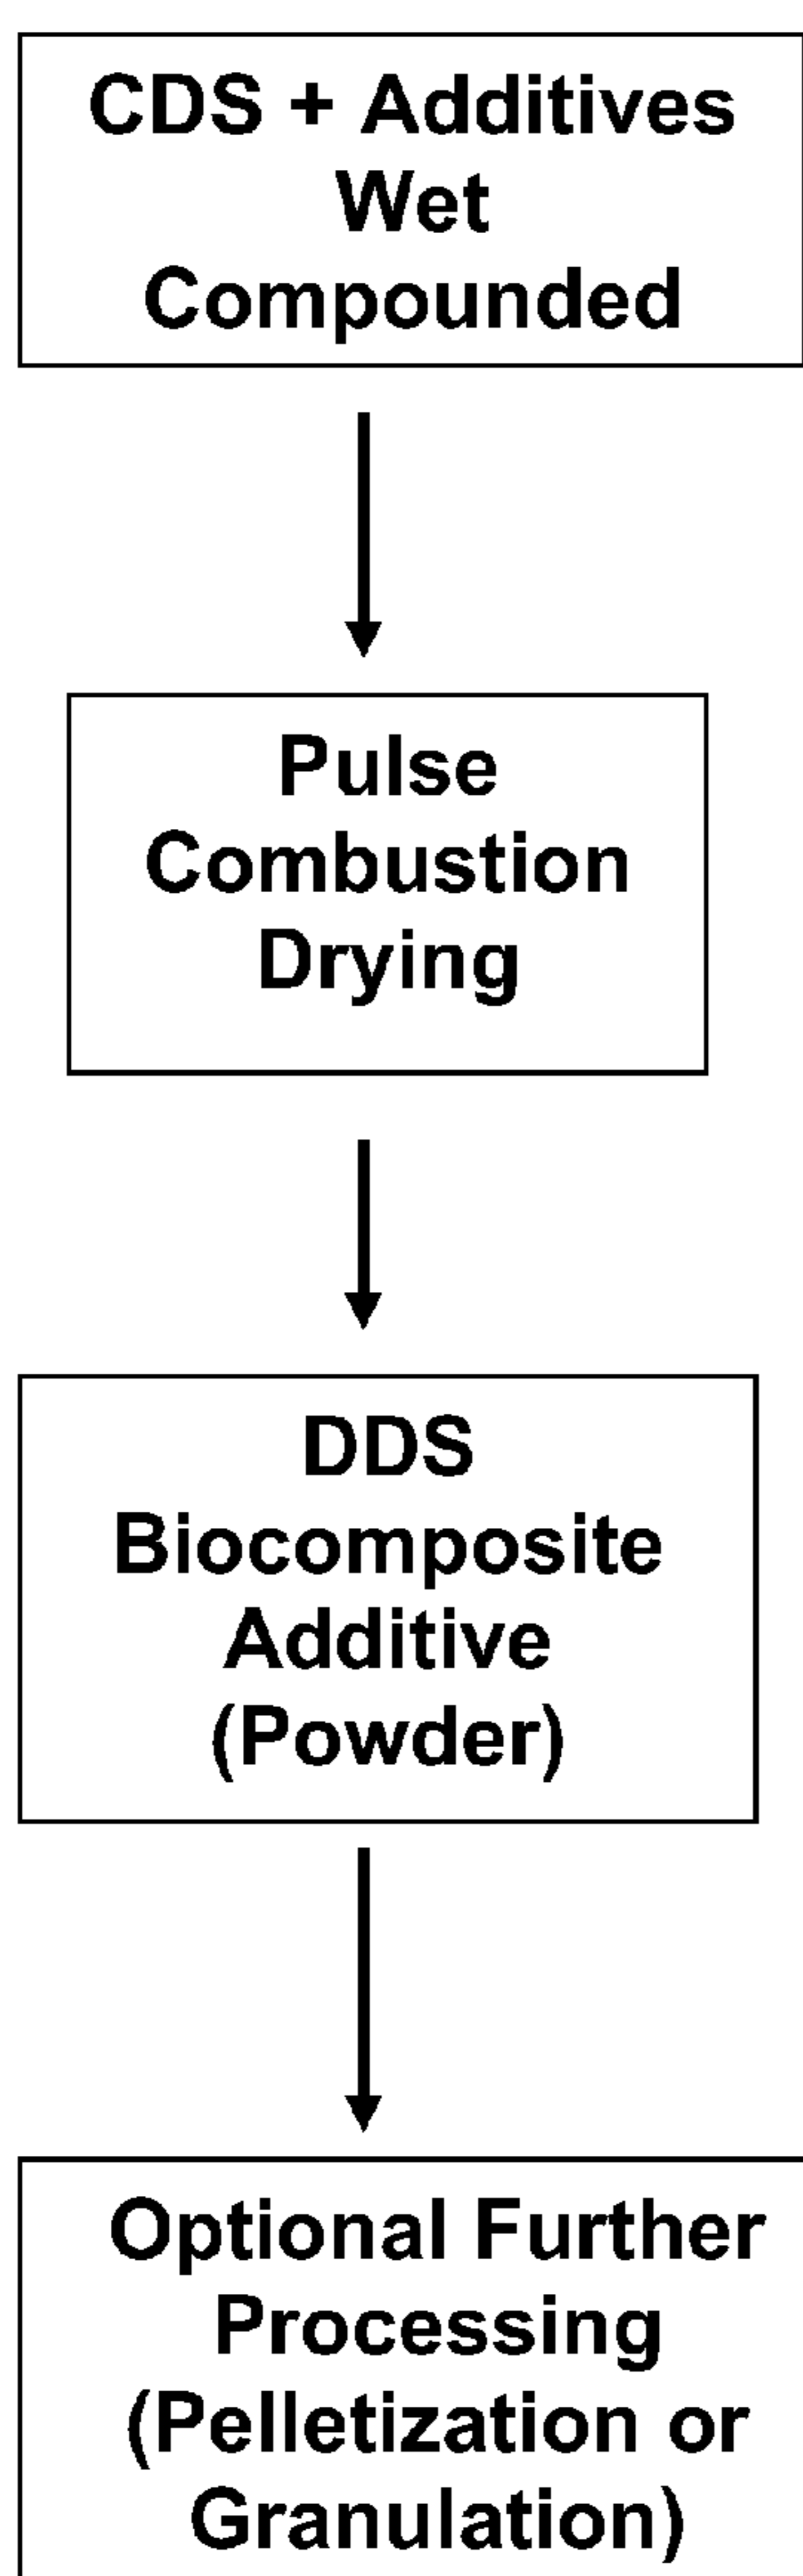 CDS + Additives
Wet
Compounded
Pulse
Combustion
Drying
DDS
Biocomposite
Additive
(Powder)
Optional Further
Processing
(Pelletization or
Granulation)